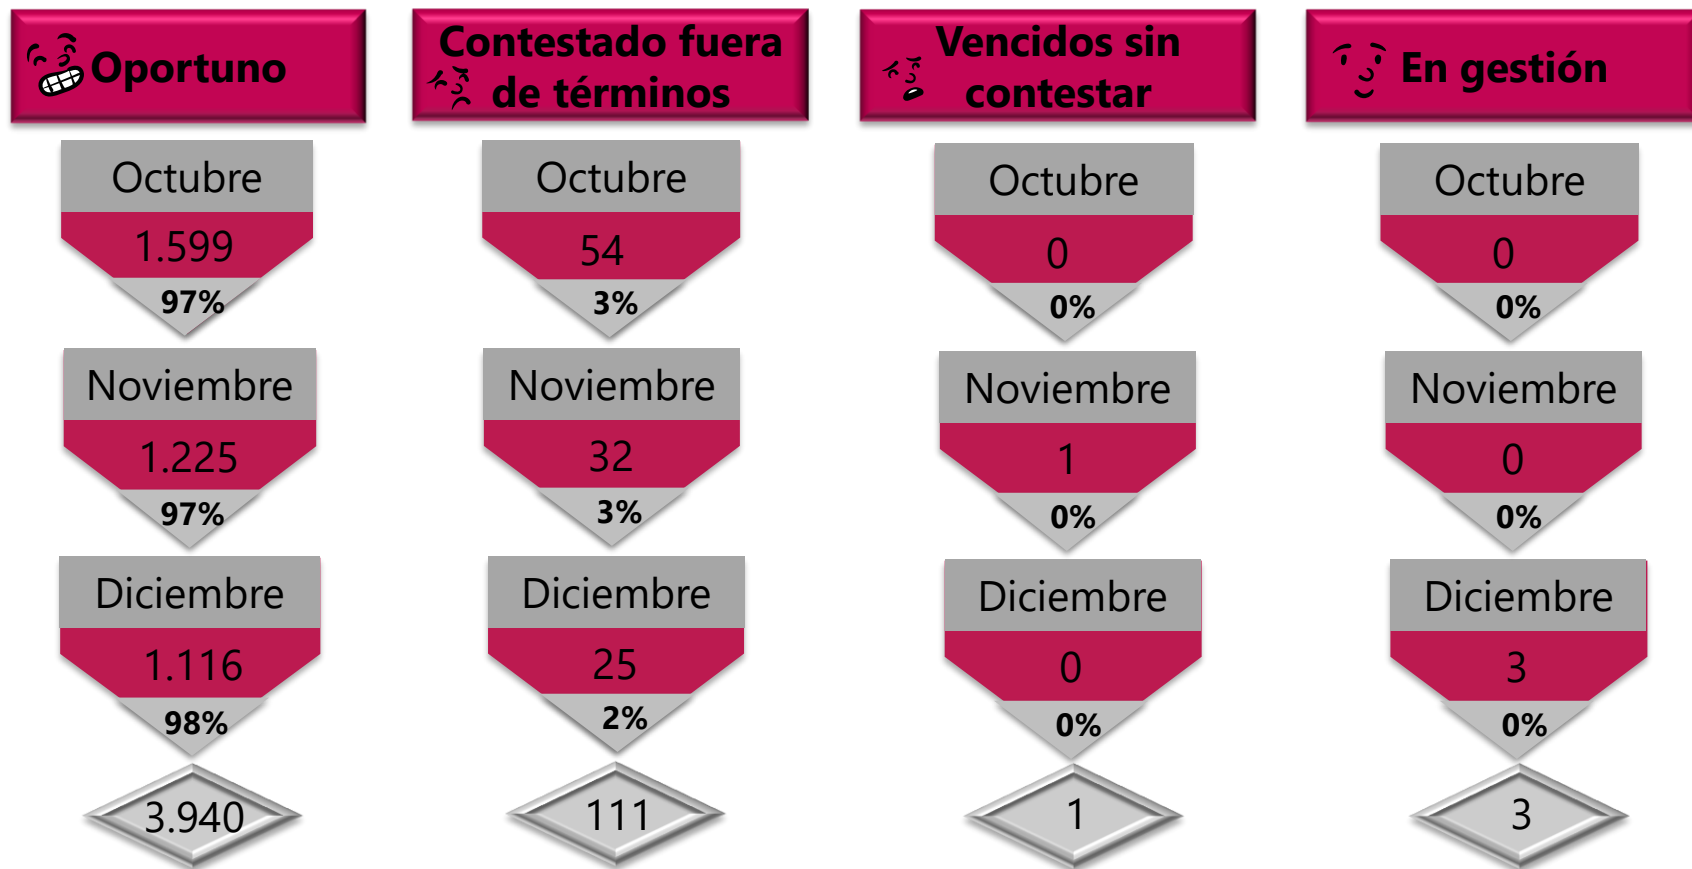 Oportuno
Octubre
1.599
97%
Noviembre
1.225
97%
Diciembre
1.116
98%
3.940
Contestado fuera
de términos
Octubre
54
3%
Noviembre
32
3%
Diciembre
25
2%
111
Vencidos sin
contestar
Octubre
0
0%
Noviembre
1
0%
Diciembre
0
0%
1
En gestión
Octubre
0
0%
Noviembre
0
0%
Diciembre
3
0%
3